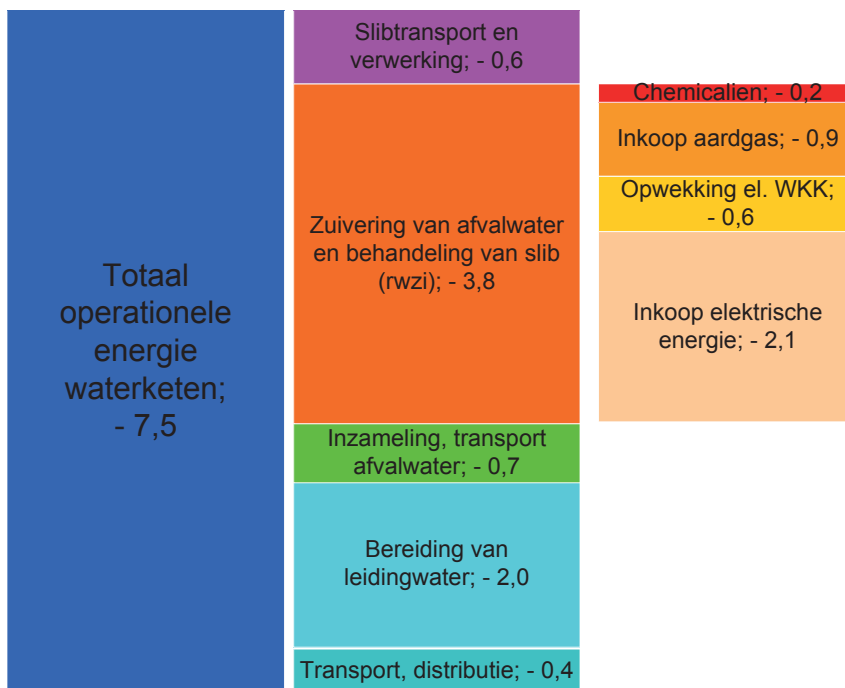 Totaal
operationele
energie
waterketen;
- 7,5
Slibtransport en
verwerking; - 0,6
Zuivering van afvalwater
en behandeling van slib
(rwzi); - 3,8
Inzameling, transport
afvalwater; - 0,7
Bereiding van
leidingwater; - 2,0
Transport, distributie; - 0,4
Chemicalien; - 0,2
Inkoop aardgas; - 0,9
Opwekking el. WKK;
- 0,6
Inkoop elektrische
energie; - 2,1